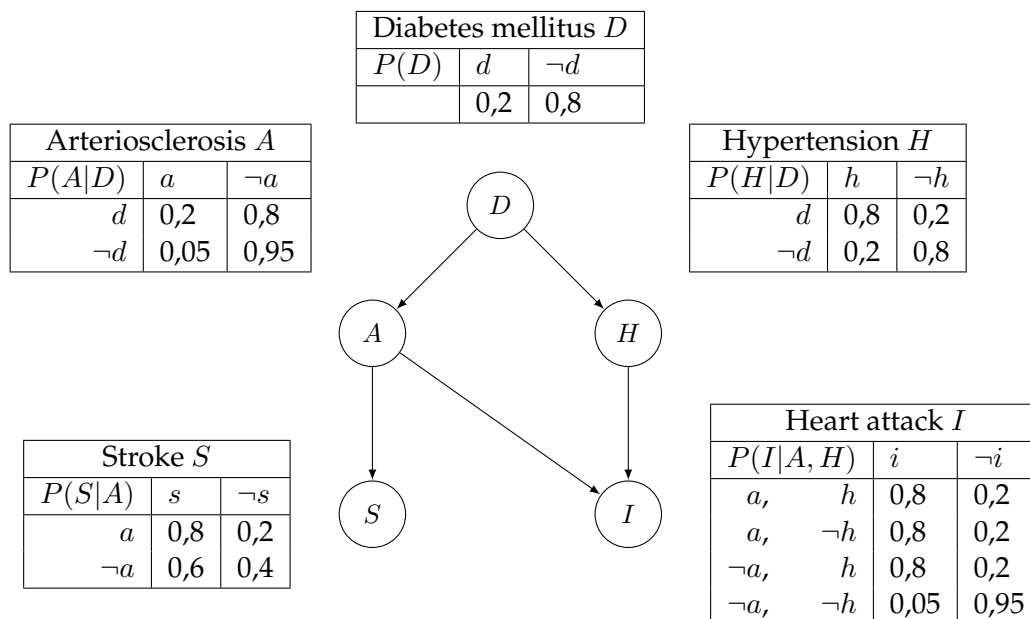 Diabetes mellitus D
P(D) d ¬d
0,2 0,8
Arteriosclerosis A
P(A|D) a ¬a
d 0,2 0,8
¬d 0,05 0,95
Hypertension H
P(H|D) h ¬h
d 0,8 0,2
¬d 0,2 0,8
D
A
H
Stroke S
P(S|A) s ¬s
a 0,8 0,2
¬a 0,6 0,4
S
I
Heart attack I
P(I|A, H) i ¬i
a, h 0,8 0,2
a, ¬h 0,8 0,2
¬a, h 0,8 0,2
¬a, ¬h 0,05 0,95